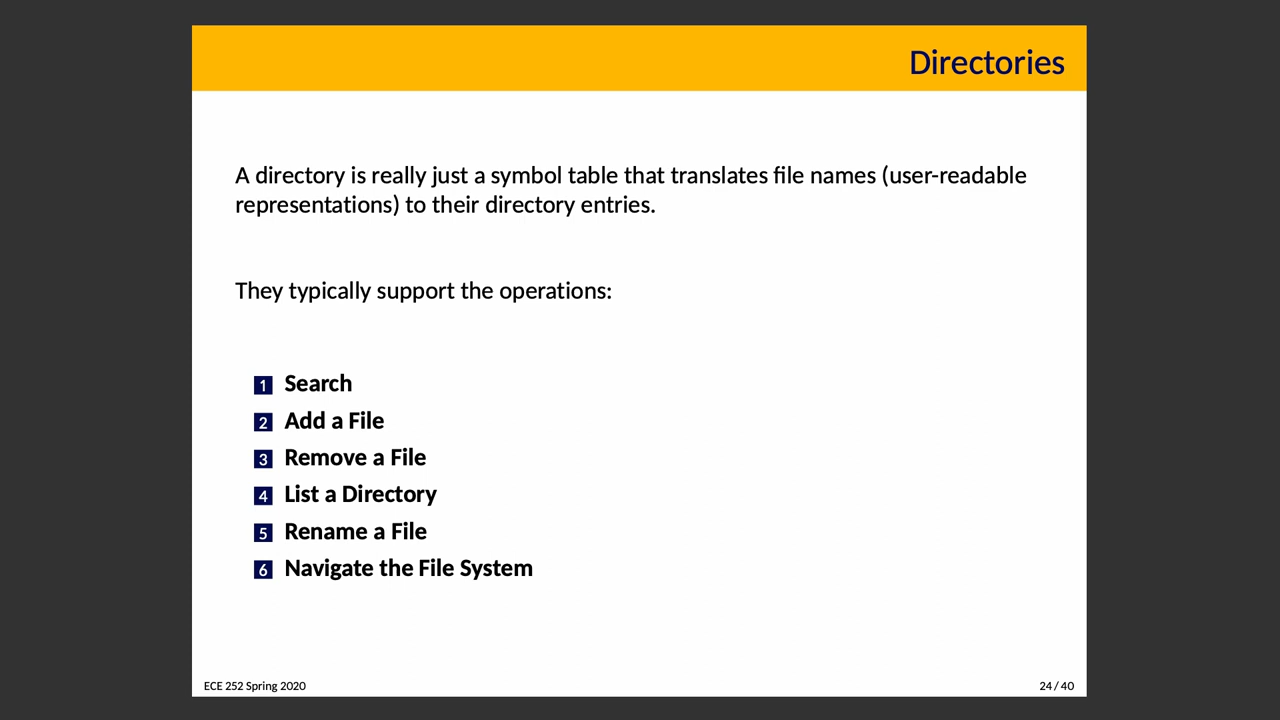 Directories
A directory is really just a symbol table that translates file names (user-readable
representations) to their directory entries.
They typically support the operations:
1 Search
2 Add a File
3 Remove a File
4 List a Directory
5 Rename a File
6 Navigate the File System
ECE 252 Spring 2020
24 / 40